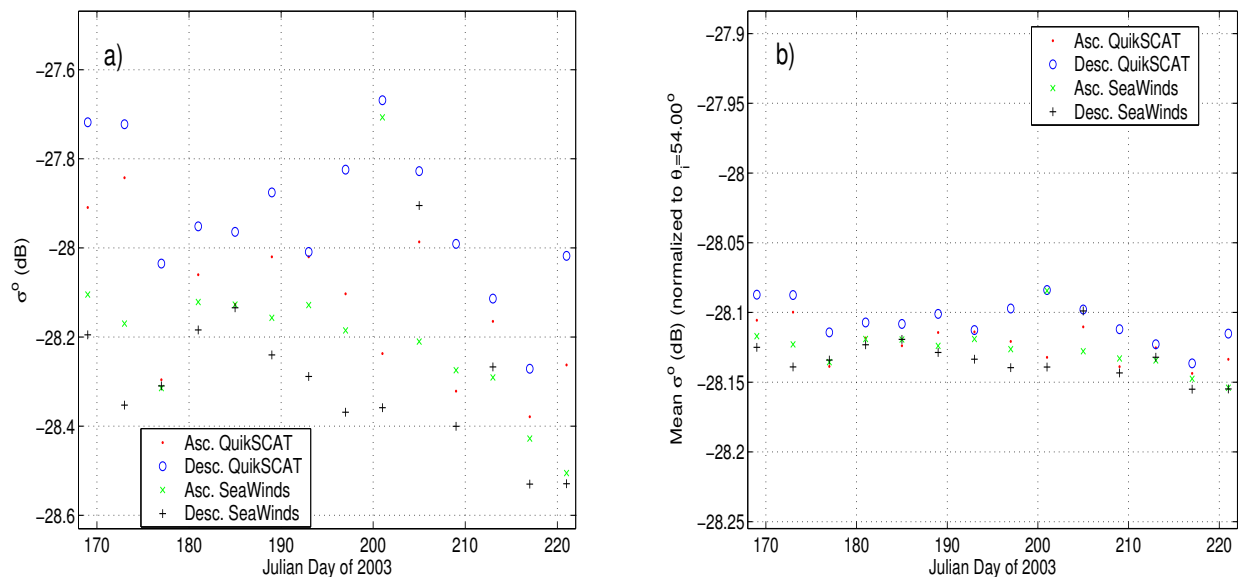 a)
−27.6
−27.8
−28
−28.2
−28.4
−28.6
σᵒ (dB)
170
180
190
200
210
220
Julian Day of 2003
Asc. QuikSCAT
Desc. QuikSCAT
Asc. SeaWinds
Desc. SeaWinds
b)
−27.9
−27.95
−28
−28.05
−28.1
−28.15
−28.2
−28.25
Mean σᵒ (dB) (normalized to θᵢ=54.00ᵒ
170
180
190
200
210
220
Julian Day of 2003
Asc. QuikSCAT
Desc. QuikSCAT
Asc. SeaWinds
Desc. SeaWinds